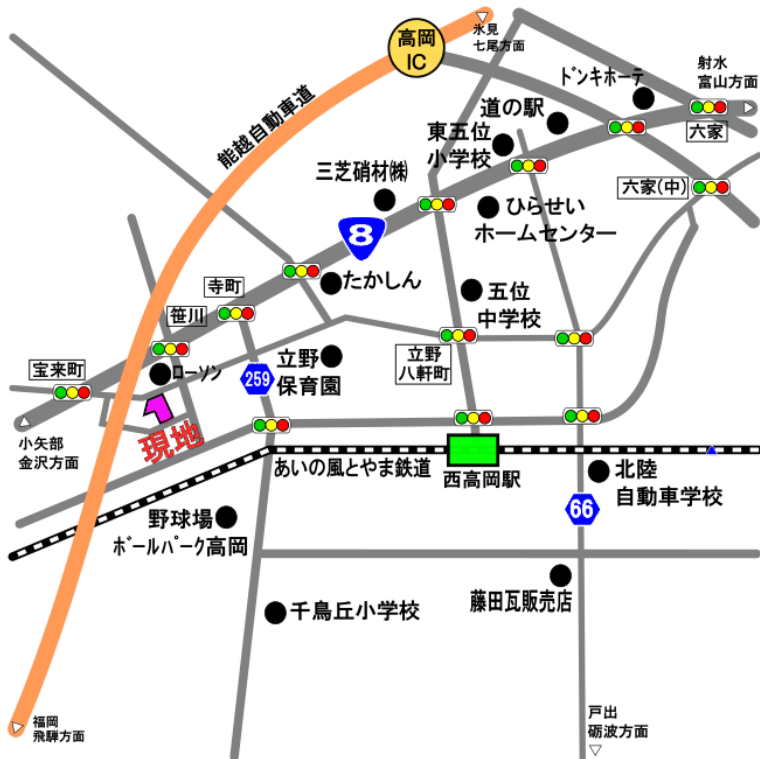 高岡
IC
氷見
七尾方面
射水
富山方面
ドンキホーテ
道の駅
六家
東五位
小学校
能越自動車道
三芝硝材㈱
六家(中)
ひらせい
ホームセンター
8
たかしん
寺町
五位
中学校
笹川
立野
八軒町
立野
保育園
宝来町
ローソン
259
小矢部
金沢方面
現地
あいの風とやま鉄道
西高岡駅
北陸
自動車学校
66
野球場
ボールパーク高岡
藤田瓦販売店
千鳥丘小学校
福岡
飛騨方面
戸出
砺波方面